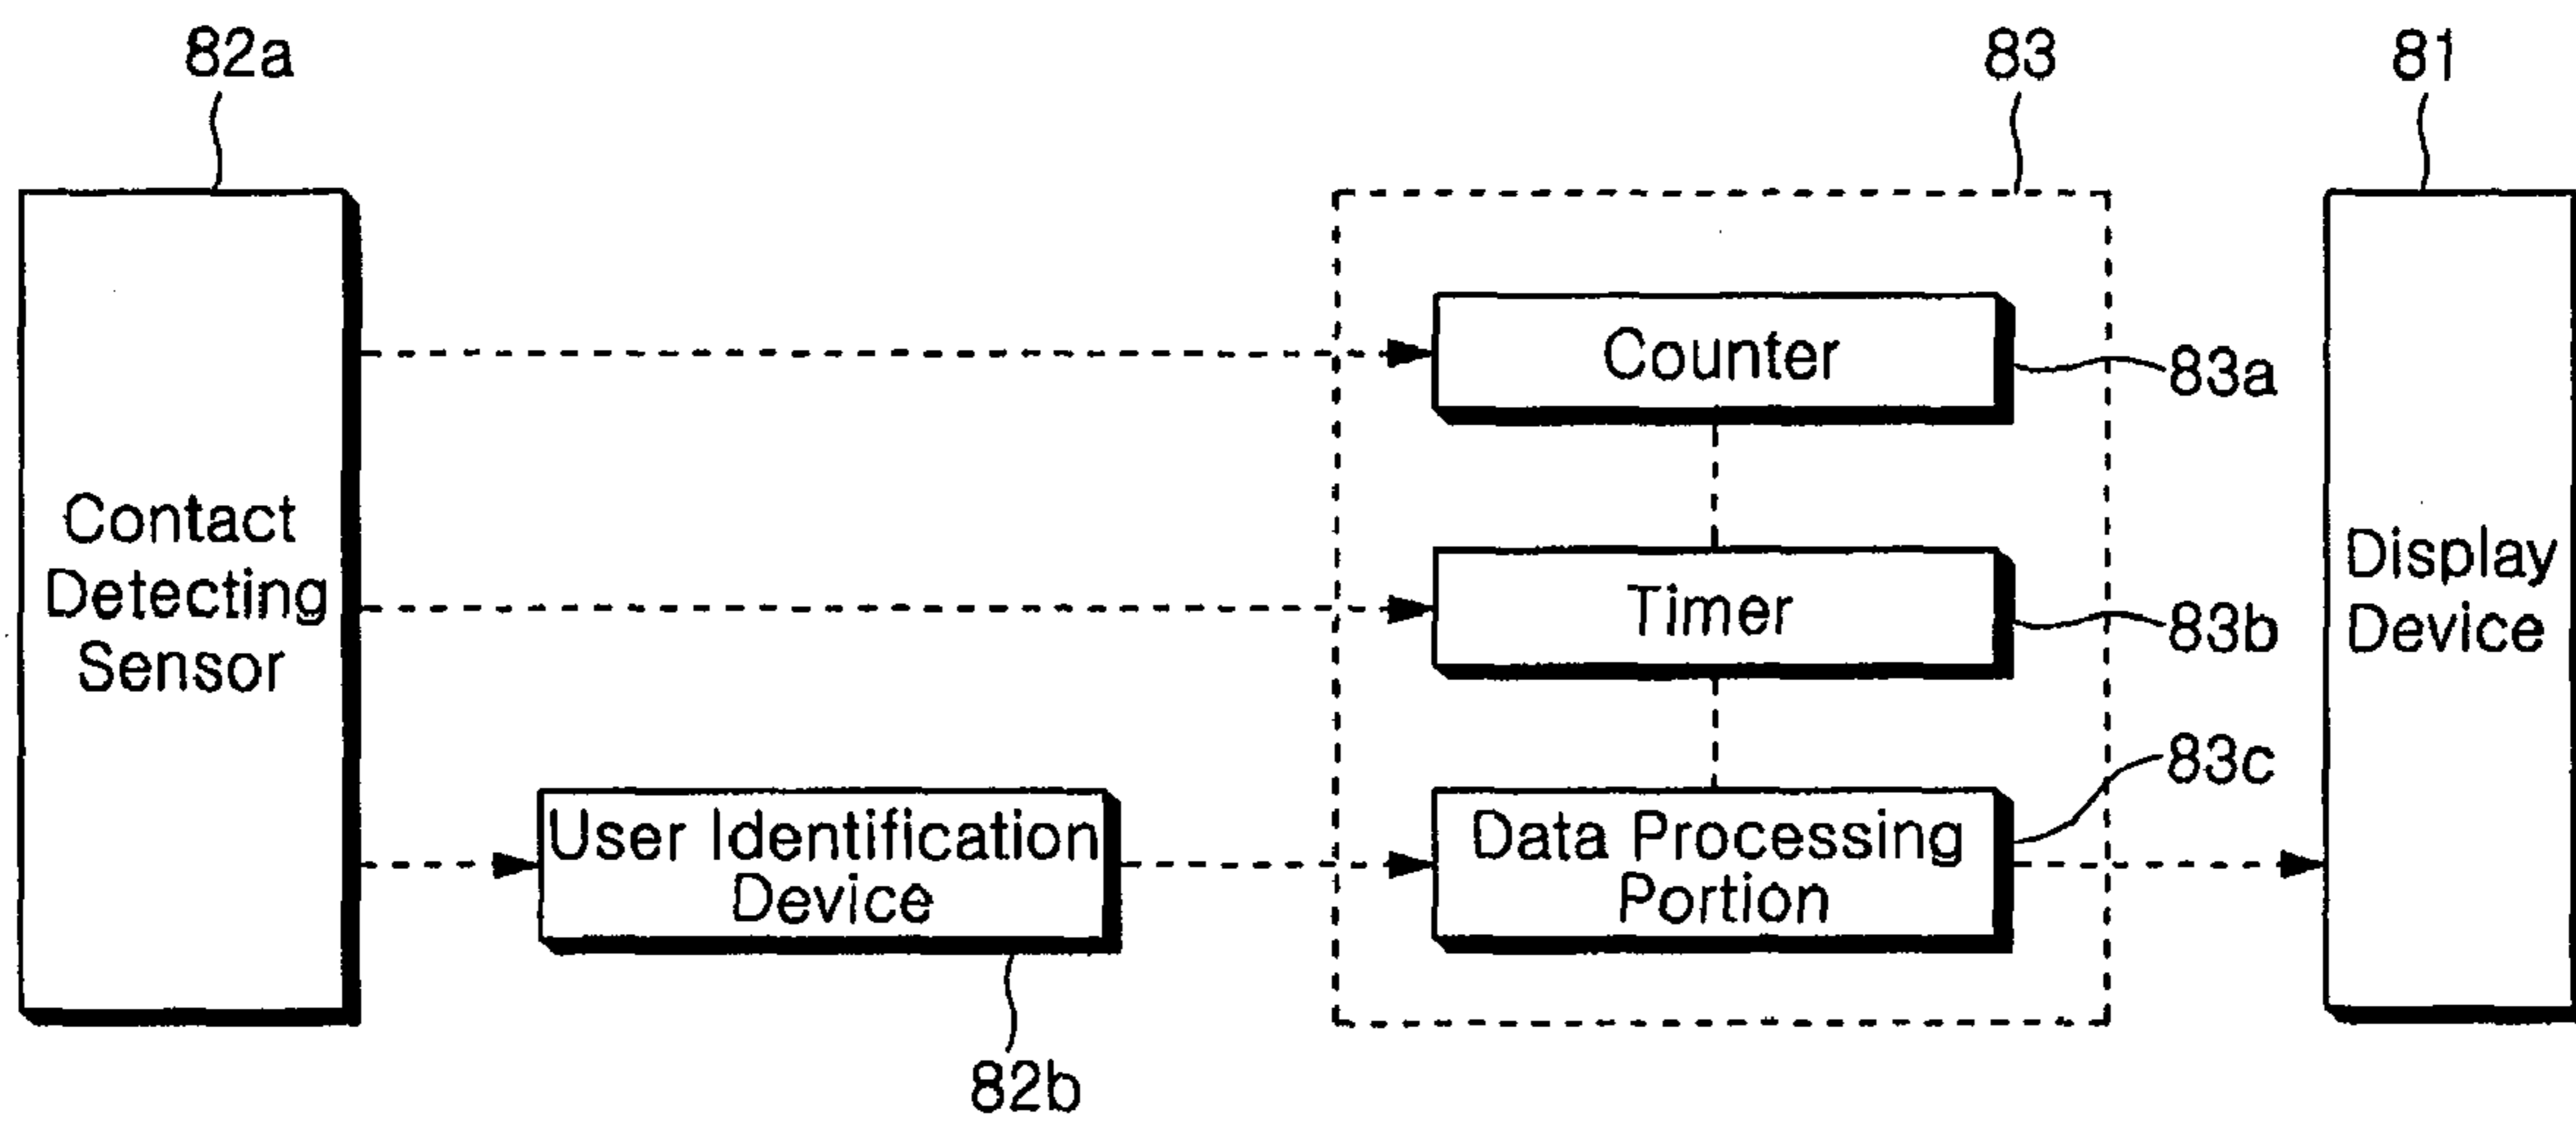 82a
83
81
Counter
83a
Contact
Detecting
Sensor
Timer
83b
Display
Device
83c
User Identification
Device
Data Processing
Portion
82b